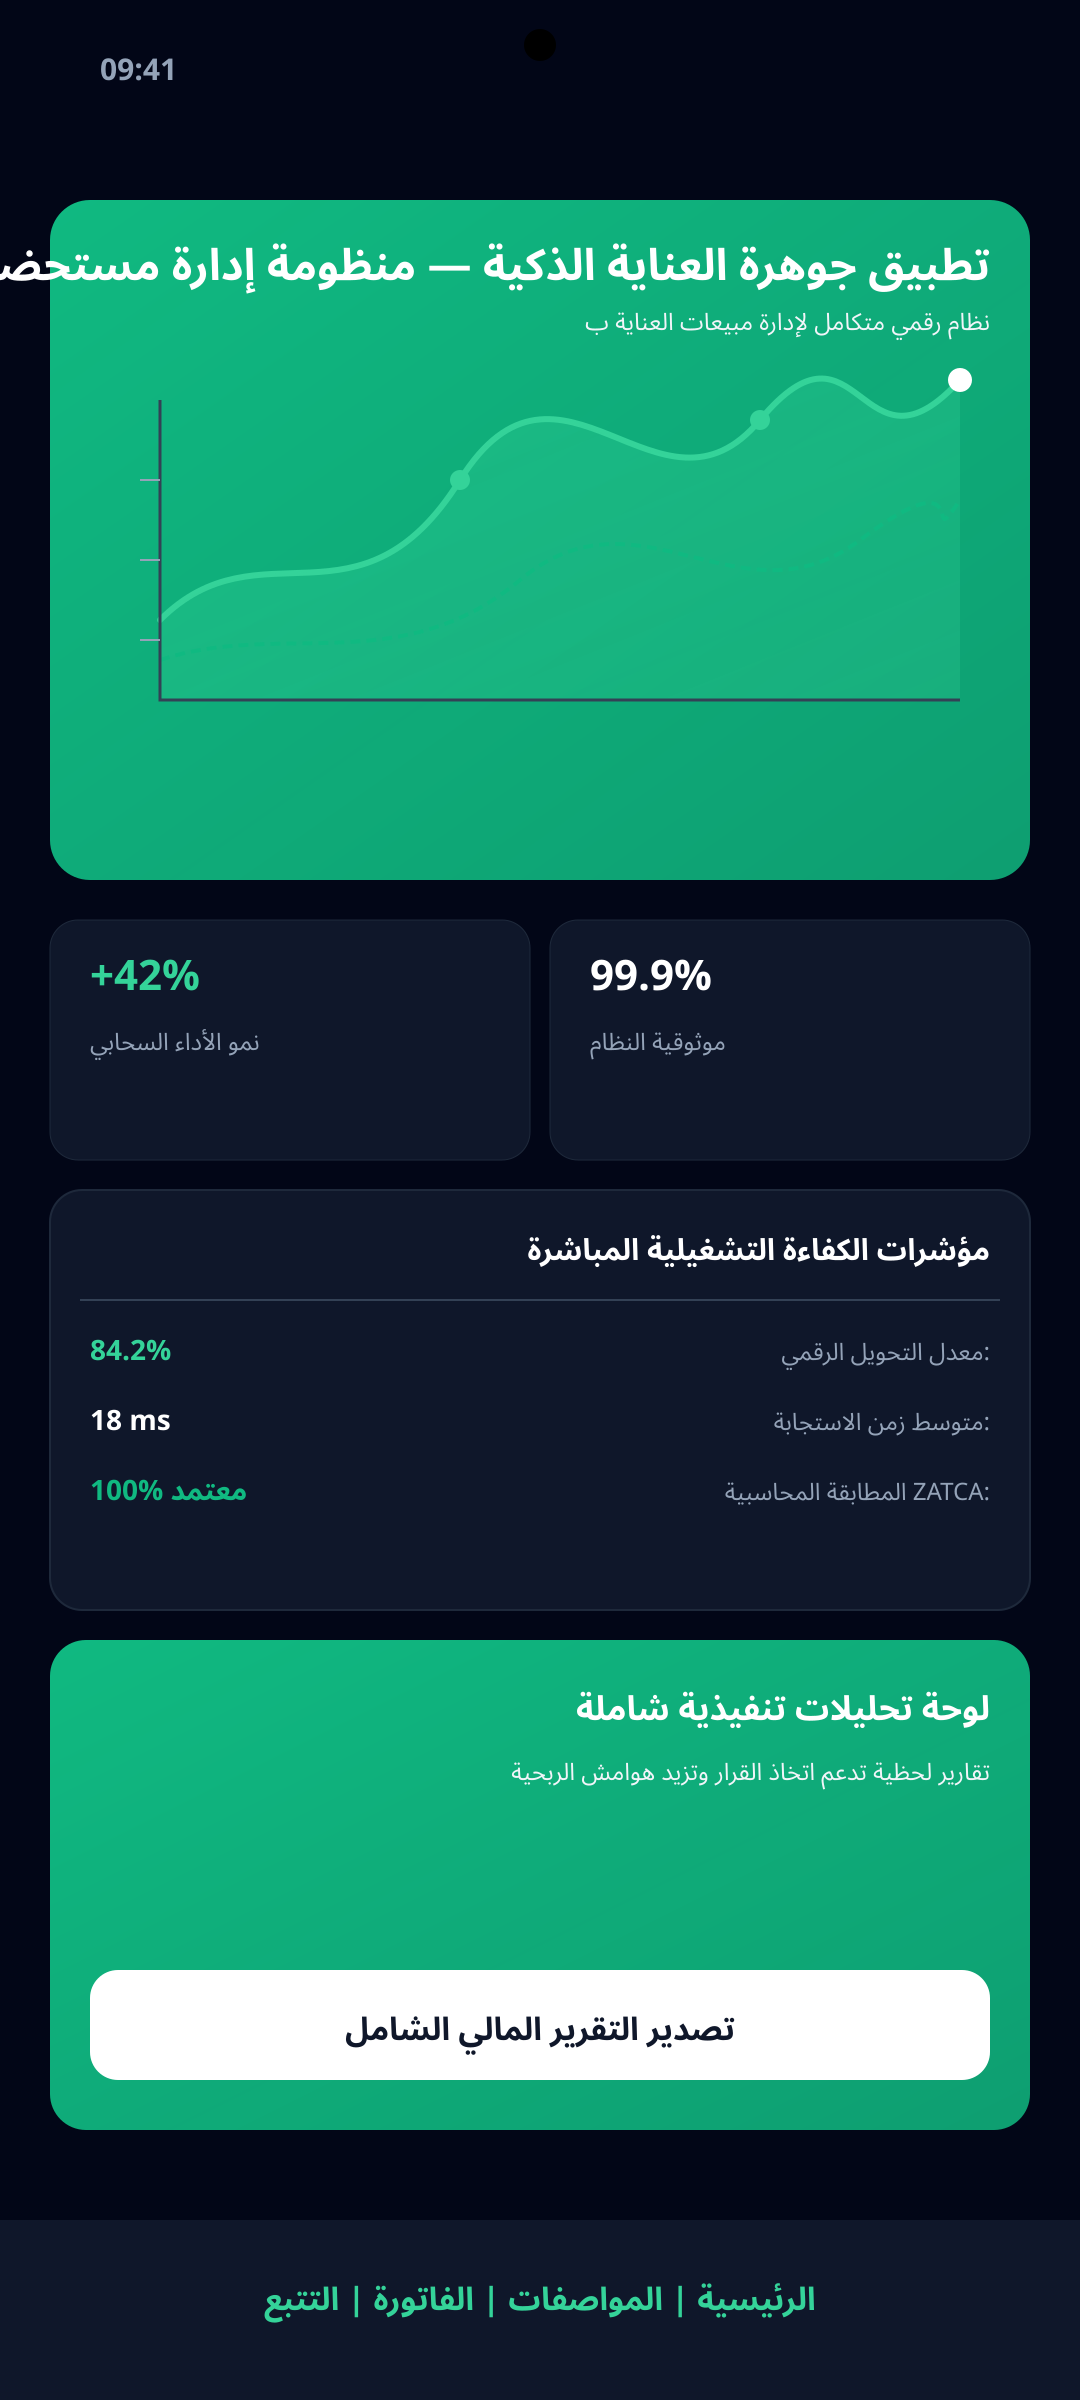 09:41
تطبيق جوهرة العناية الذكية — منظومة إدارة
نظام رقمي متكامل لإدارة مبيعات العناية ب
99.9%
موثوقية النظام
+42%
نمو الأداء السحابي
مؤشرات الكفاءة التشغيلية المباشرة
معدل التحويل الرقمي:
84.2%
متوسط زمن الاستجابة:
18 ms
المطابقة المحاسبية ZATCA:
100% معتمد
لوحة تحليلات تنفيذية شاملة
تقارير لحظية تدعم اتخاذ القرار وتزيد هوامش الربحية
تصدير التقرير المالي الشامل
الرئيسية | المواصفات | الفاتورة | التتبع